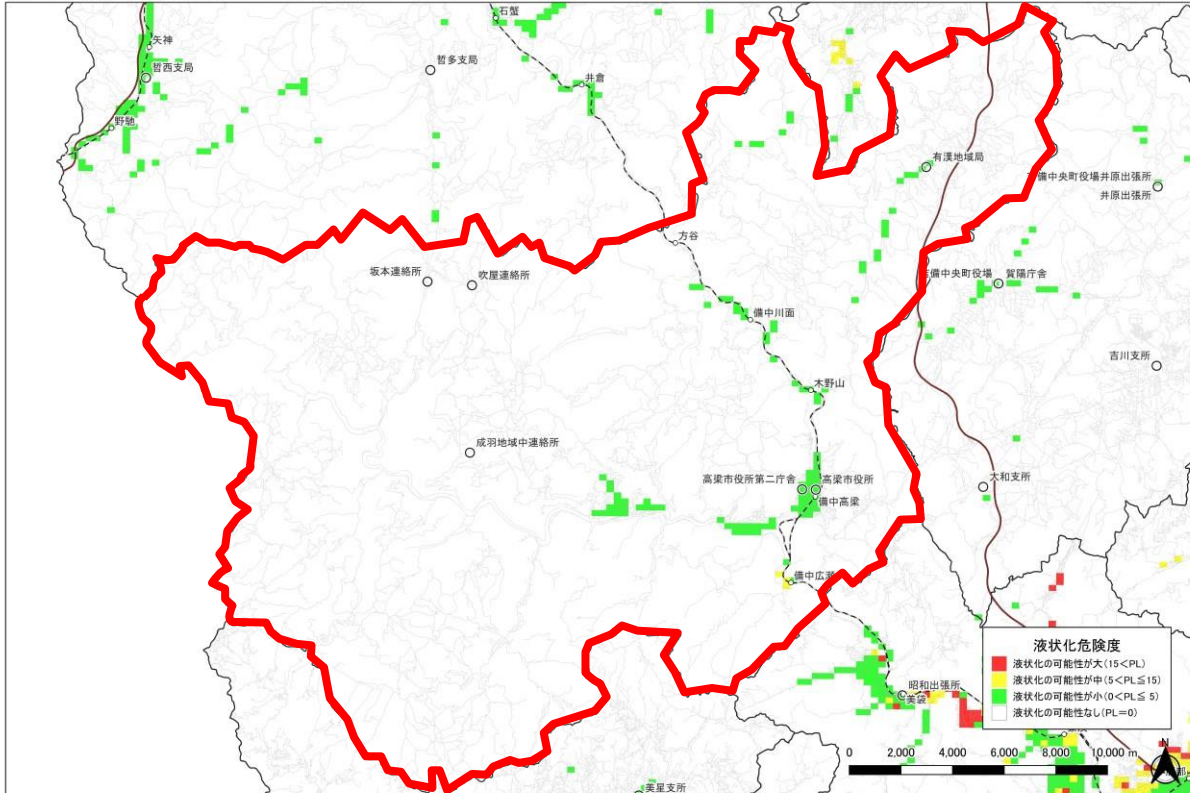 石蟹
矢神
哲西支局
哲多支局
井倉
野馳
有漢地域局
備中央町役場井原出張所
井原出張所
方谷
坂本連絡所
吹屋連絡所
備中央町役場
賀陽庁舎
備中川面
吉川支所
木野山
成羽地域中連絡所
高梁市役所第二庁舎
高梁市役所
備中高梁
大和支所
備中広瀬
液状化危険度
液状化の可能性が大(15<PL)
液状化の可能性が中(5<PL≦15)
液状化の可能性が小(0<PL≦ 5)
液状化の可能性なし(PL=0)
昭和出張所
美袋
0 2,000 4,000 6,000 8,000 10,000 m
N
美星支所